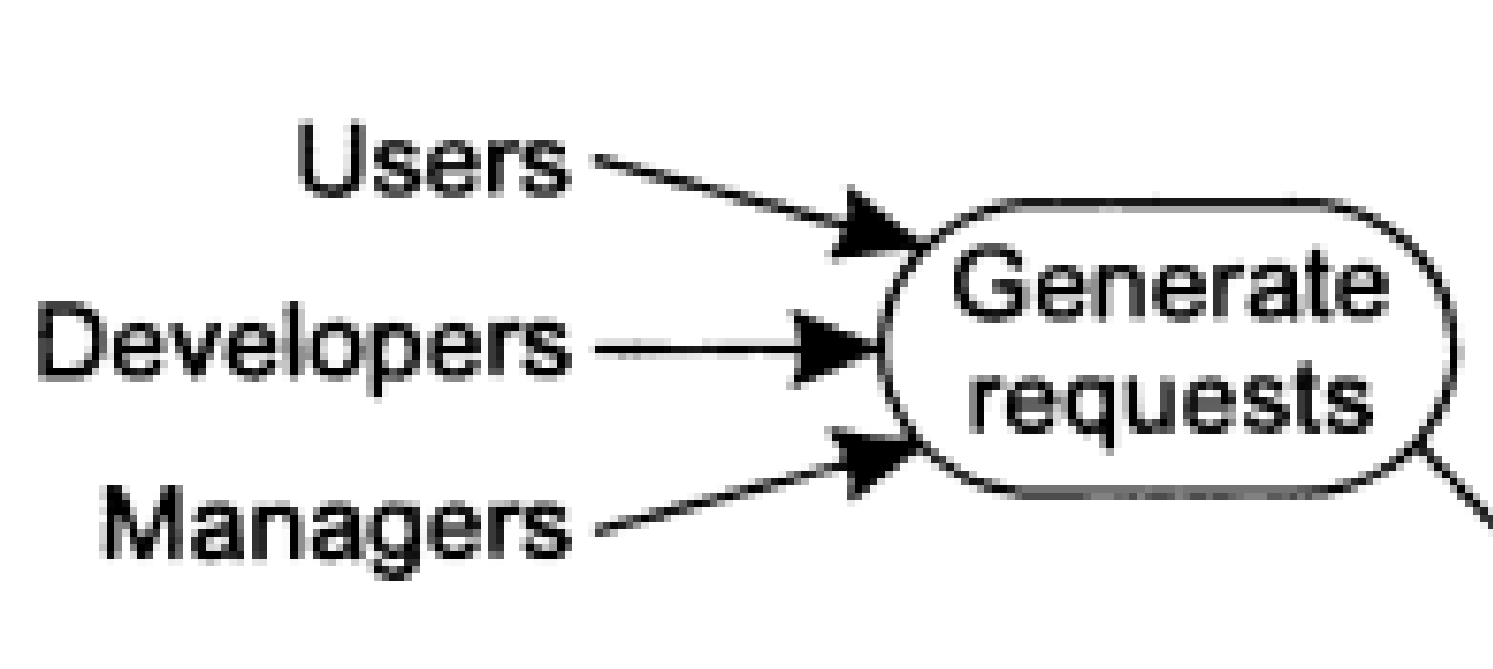 Users
Developers
Managers
Generate
requests